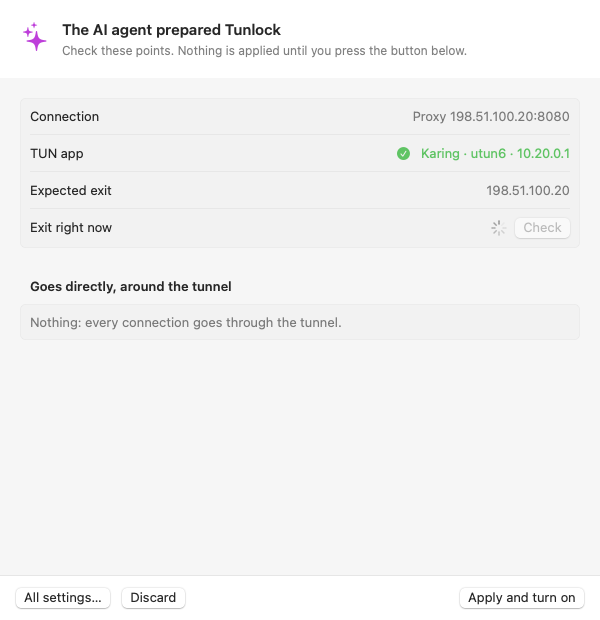 The AI agent prepared Tunlock
Check these points. Nothing is applied until you press the button below.
Connection Proxy 198.51.100.20:8080
TUN app Karing · utun6 · 10.20.0.1
Expected exit 198.51.100.20
Exit right now Check
Goes directly, around the tunnel
Nothing: every connection goes through the tunnel.
All settings... Discard Apply and turn on